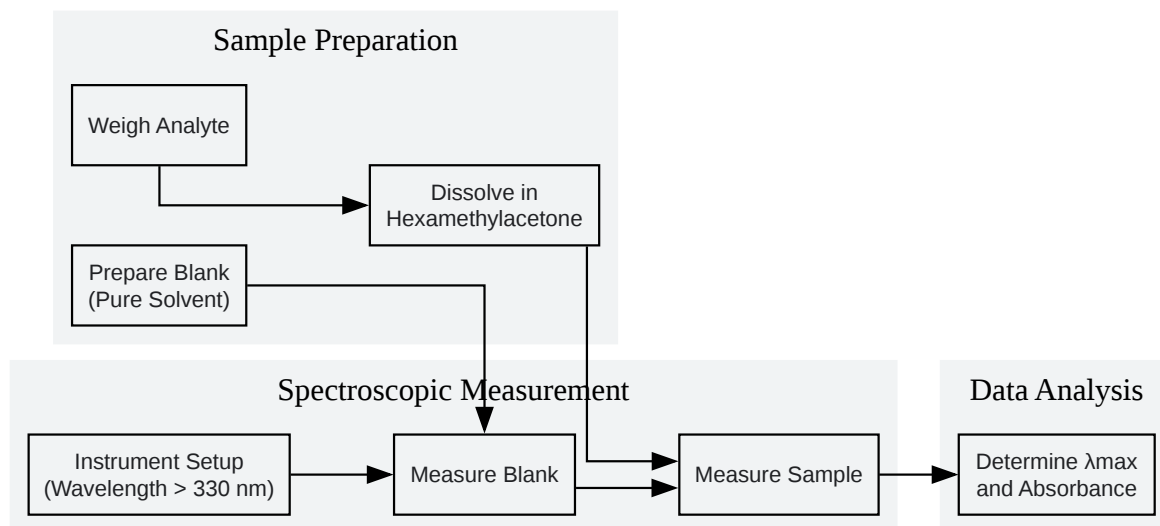 Sample Preparation
Weigh Analyte
Dissolve in
Hexamethylacetone
Prepare Blank
(Pure Solvent)
Spectroscopic Measurement
Data Analysis
Instrument Setup
(Wavelength > 330 nm)
Measure Blank
Measure Sample
Determine λmax
and Absorbance